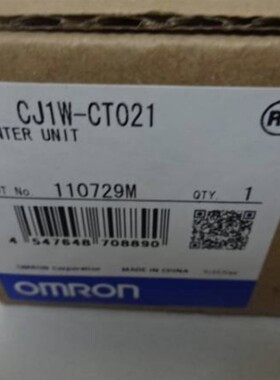 CJ1W-CT021
NTER UNIT
T No. 110729M QTY. 1
4 547648 708890
OMRON Corporation MADE IN CHINA
OMRON